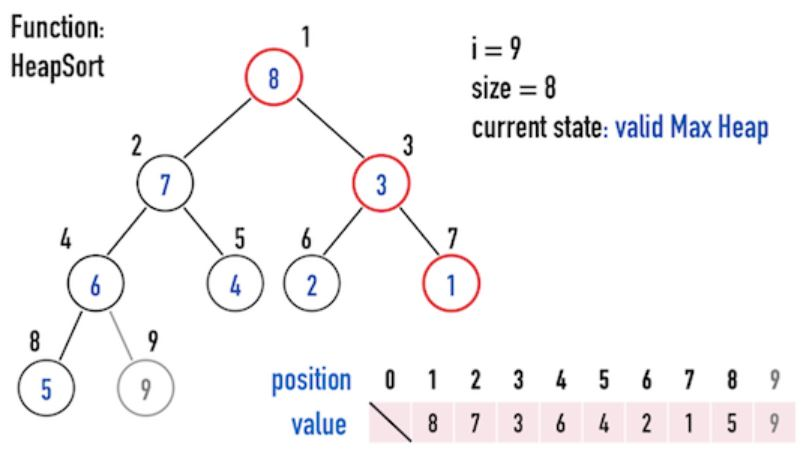 Function:
HeapSort
i = 9
size = 8
current state: valid Max Heap
1
8
2
7
3
3
4
6
5
4
6
2
7
1
8
5
9
9
position 0 1 2 3 4 5 6 7 8 9
value 8 7 3 6 4 2 1 5 9